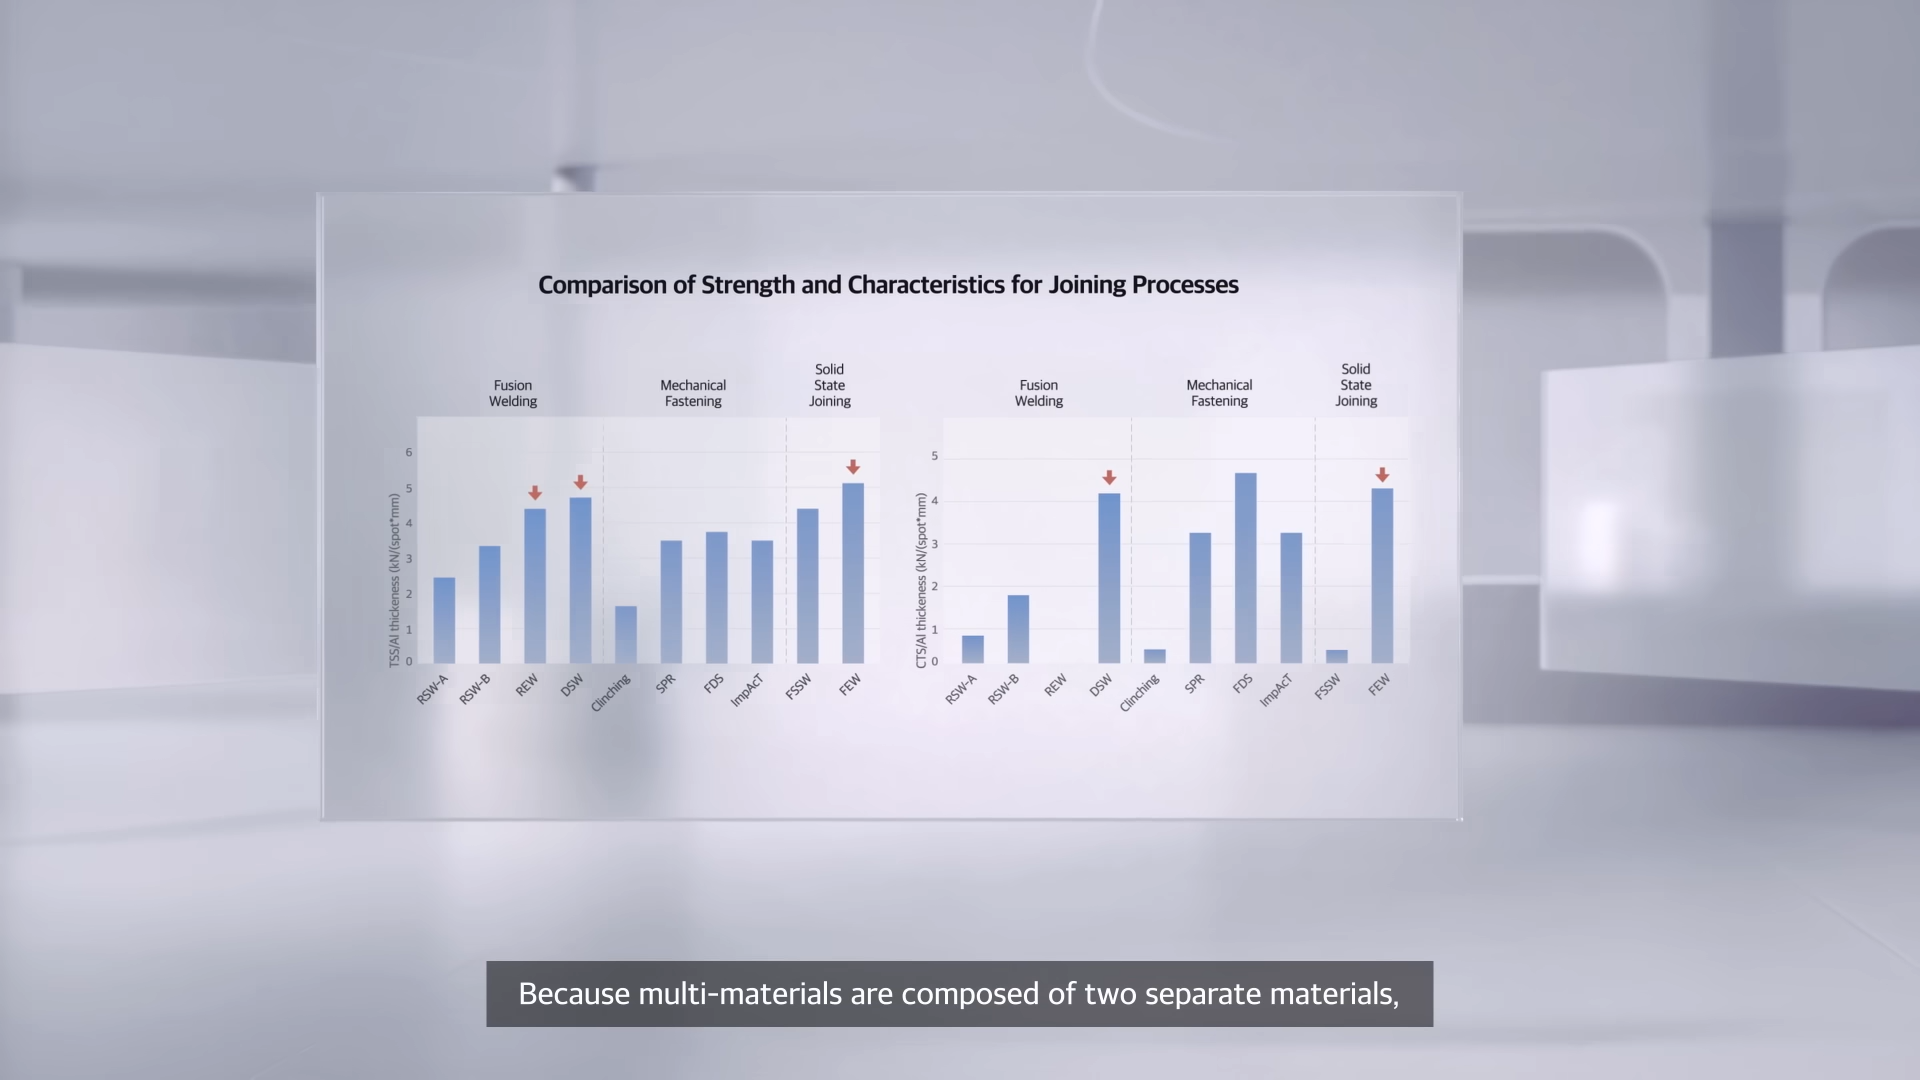 Comparison of Strength and Characteristics for Joining Processes
Fusion
Welding
Mechanical
Fastening
Solid
State
Joining
TSS/Al thickeness (kN/(spot*mm)
6
5
4
3
2
1
0
RSW-A
RSW-B
REW
DSW
Clinching
SPR
FDS
ImpAcT
FSSW
FEW
Fusion
Welding
Mechanical
Fastening
Solid
State
Joining
CTS/Al thickeness (kN/(spot*mm)
5
4
3
2
1
0
RSW-A
RSW-B
REW
DSW
Clinching
SPR
FDS
ImpAcT
FSSW
FEW
Because multi-materials are composed of two separate materials,